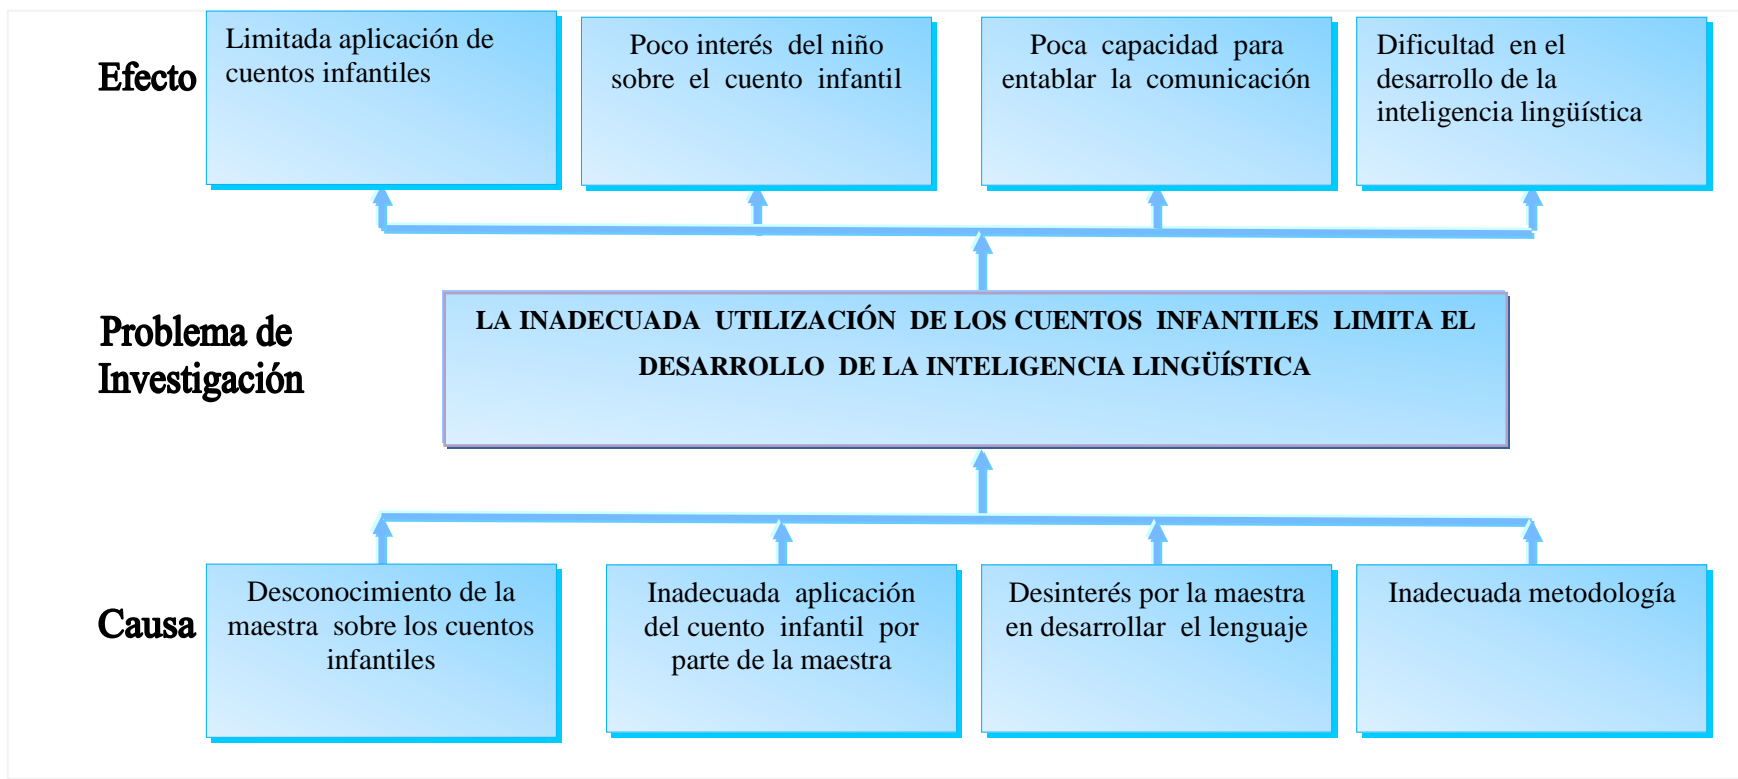 Efecto
Limitada aplicación de
cuentos infantiles
Poco interés del niño
sobre el cuento infantil
Poca capacidad para
entablar la comunicación
Dificultad en el
desarrollo de la
inteligencia lingüística
Problema de
Investigación
LA INADECUADA UTILIZACIÓN DE LOS CUENTOS INFANTILES LIMITA EL
DESARROLLO DE LA INTELIGENCIA LINGÜÍSTICA
Causa
Desconocimiento de la
maestra sobre los cuentos
infantiles
Inadecuada aplicación
del cuento infantil por
parte de la maestra
Desinterés por la maestra
en desarrollar el lenguaje
Inadecuada metodología